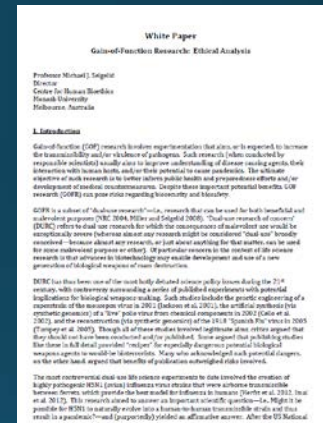 White Paper
Gain-of-Function Research: Ethical Analysis
Professor Michael J. Selgelid
Director
Centre for Human Bioethics
Monash University
Melbourne, Australia
I. Introduction
Gain-of-function (GOF) research involves experimentation that aims, or is expected, to increase
the transmissibility and/or virulence of pathogens. Such research (when conducted by
responsible scientists) usually aims to improve understanding of disease causing agents, their
interaction with human hosts, and/or their potential to cause pandemics. The ultimate
objective of such research is to better inform public health and preparedness efforts and/or
development of medical countermeasures. Despite these important potential benefits, GOF
research (GOFR) can pose risks regarding biosecurity and biosafety.
GOFR is a subset of "dual-use research"—i.e., research that can be used for both beneficial and
malevolent purposes (NRC 2004, Miller and Selgelid 2008). "Dual-use research of concern"
(DURC) refers to dual use research for which the consequences of malevolent use would be
exceptionally severe (whereas almost any research might be considered "dual use" broadly
conceived—because almost any research, or just about anything for that matter, can be used
for some malevolent purpose or other). Of particular concern in the context of life science
research is that advances in biotechnology may enable development and use of a new
generation of biological weapons of mass destruction.
DURC has thus been one of the most hotly debated science policy issues during the 21st
century, with controversy surrounding a series of published experiments with potential
implications for biological weapons-making. Such studies include the genetic engineering of a
superstrain of the mousepox virus in 2001 (Jackson et al. 2001), the artificial synthesis (via
synthetic genomics) of a "live" polio virus from chemical components in 2002 (Cello et al.
2002), and the reconstruction (via synthetic genomics) of the 1918 "Spanish Flu" virus in 2005
(Tumpey et al. 2005). Though all of these studies involved legitimate aims, critics argued that
they should not have been conducted and/or published. Some argued that publishing studies
like these in full detail provided "recipes" for especially dangerous potential biological
weapons agents to would-be bioterrorists. Many who acknowledged such potential dangers,
on the other hand, argued that benefits of publication outweighed risks involved.
The most controversial dual-use life science experiments to date involved the creation of
highly pathogenic H5N1 (avian) influenza virus strains that were airborne transmissible
between ferrets, which provide the best model for influenza in humans (Herfst et al. 2012, Imai
et al. 2012). This research aimed to answer an important scientific question—i.e., Might it be
possible for H5N1 to naturally evolve into a human-to-human transmissible strain and thus
result in a pandemic?—and (purportedly) yielded an affirmative answer. After the US National